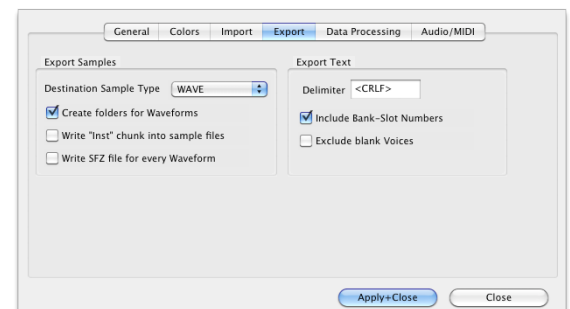 General Colors Import Export Data Processing Audio/MIDI
Export Samples
Destination Sample Type WAVE
Create folders for Waveforms
Write "Inst" chunk into sample files
Write SFZ file for every Waveform
Export Text
Delimiter <CRLF>
Include Bank-Slot Numbers
Exclude blank Voices
Apply+Close Close